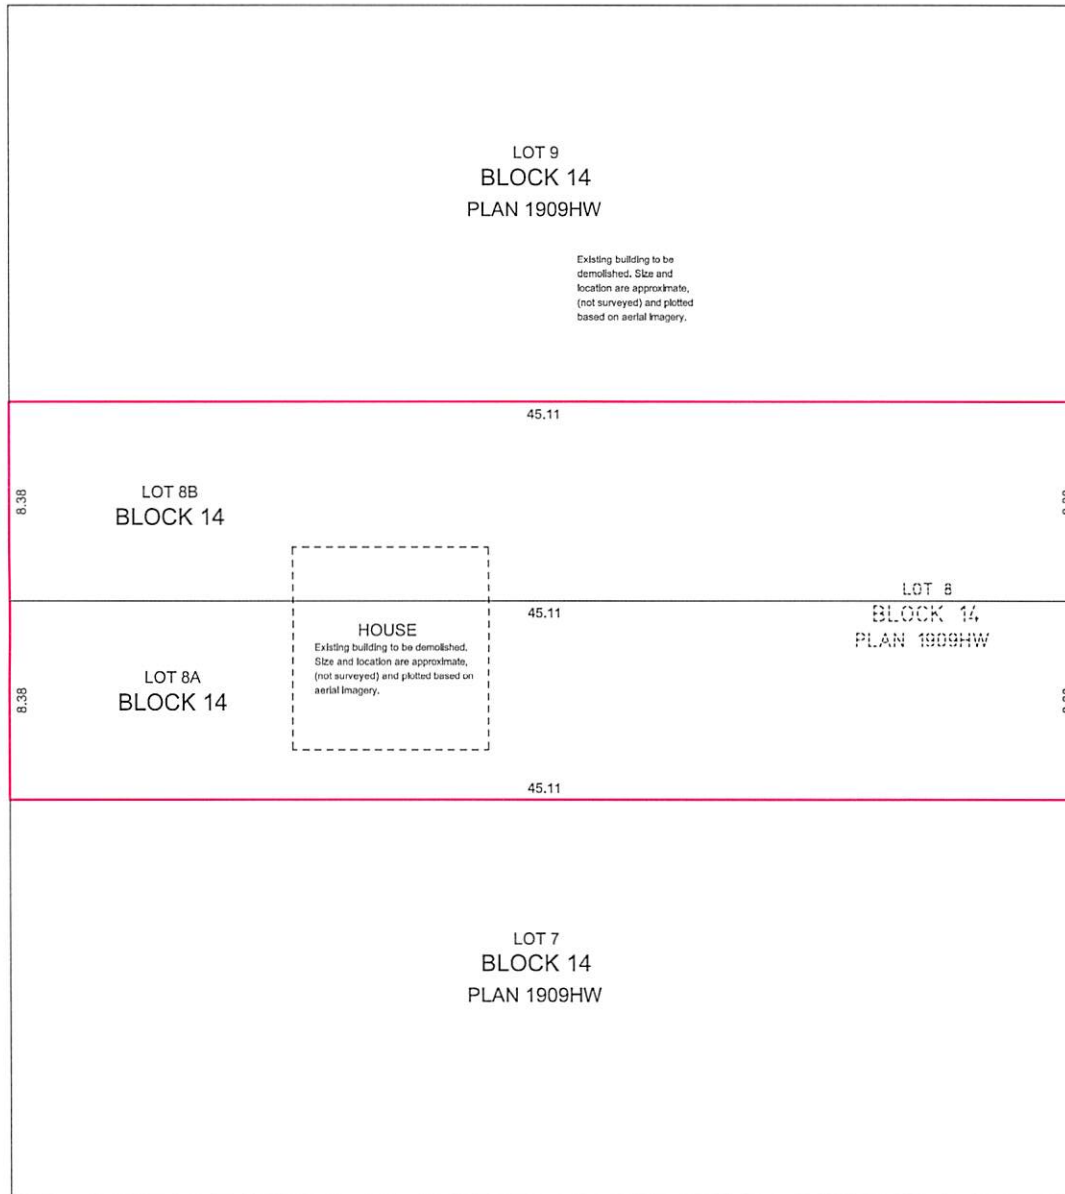 LOT 9
BLOCK 14
PLAN 1909HW
Existing building to be
demolished. Size and
location are approximate,
(not surveyed) and plotted
based on aerial imagery.
45.11
8.38
LOT 8B
BLOCK 14
45.11
LOT 8
BLOCK 14
PLAN 1909HW
HOUSE
Existing building to be demolished.
Size and location are approximate,
(not surveyed) and plotted based on
aerial imagery.
8.38
LOT 8A
BLOCK 14
45.11
LOT 7
BLOCK 14
PLAN 1909HW